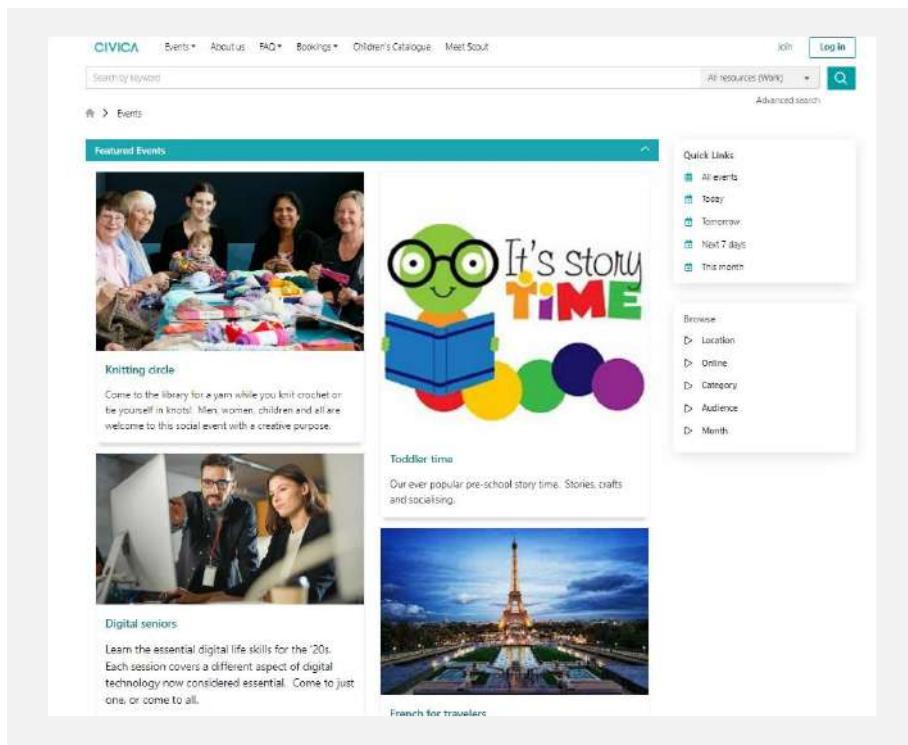 CIVICA Events About us FAQ Bookings Children's Catalogue Meet Scout Join Log in
Search by keyword All resources (Work)
Advanced search
Events
Featured Events
Knitting circle
Come to the library for a yarn while you knit crochet or
tie yourself in knots! Men, women, children and all are
welcome to this social event with a creative purpose.
Digital seniors
Learn the essential digital life skills for the '20s.
Each session covers a different aspect of digital
technology now considered essential. Come to just
one, or come to all.
It's story
TIME
Toddler time
Our ever popular pre-school story time. Stories, crafts
and socialising.
French for travelers
Quick Links
All events
Today
Tomorrow
Next 7 days
This month
Browse
Location
Online
Category
Audience
Month